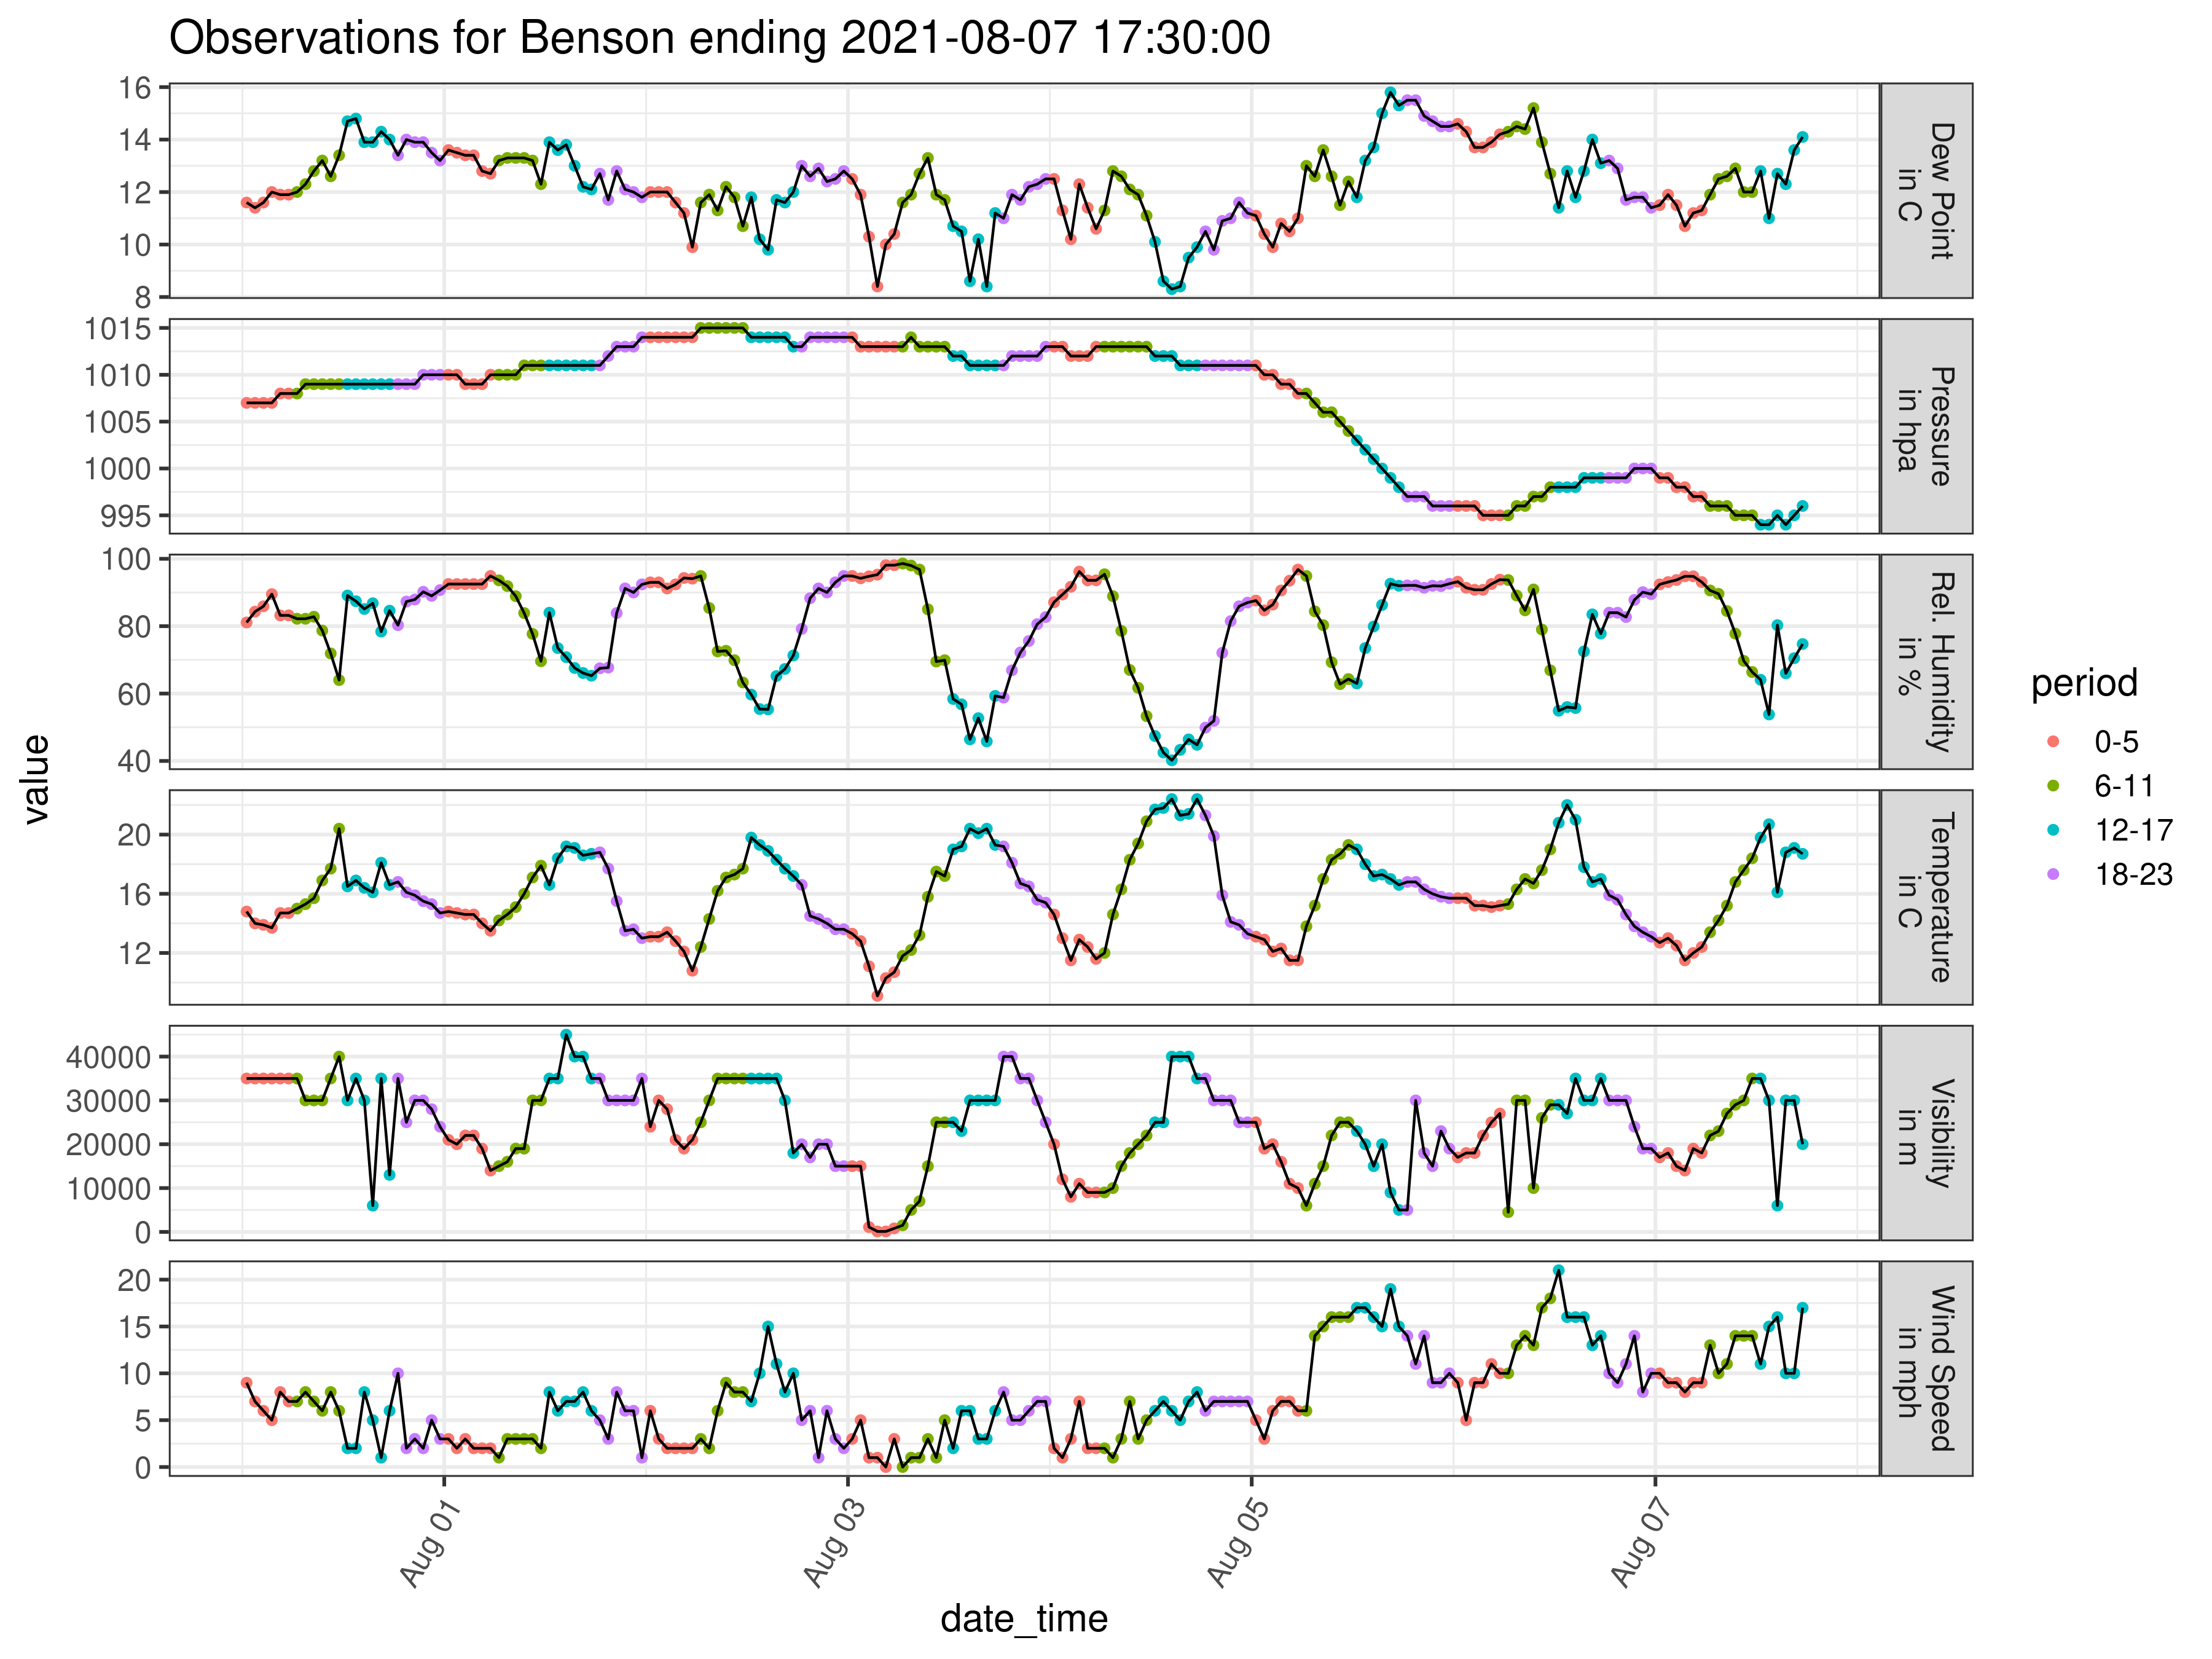 Observations for Benson ending 2021-08-07 17:30:00
value
16
14
12
10
8
Dew Point
in C
1015
1010
1005
1000
995
Pressure
in hpa
100
80
60
40
Rel. Humidity
in %
20
16
12
Temperature
in C
40000
30000
20000
10000
0
Visibility
in m
20
15
10
5
0
Wind Speed
in mph
Aug 01
Aug 03
Aug 05
Aug 07
date_time
period
0-5
6-11
12-17
18-23